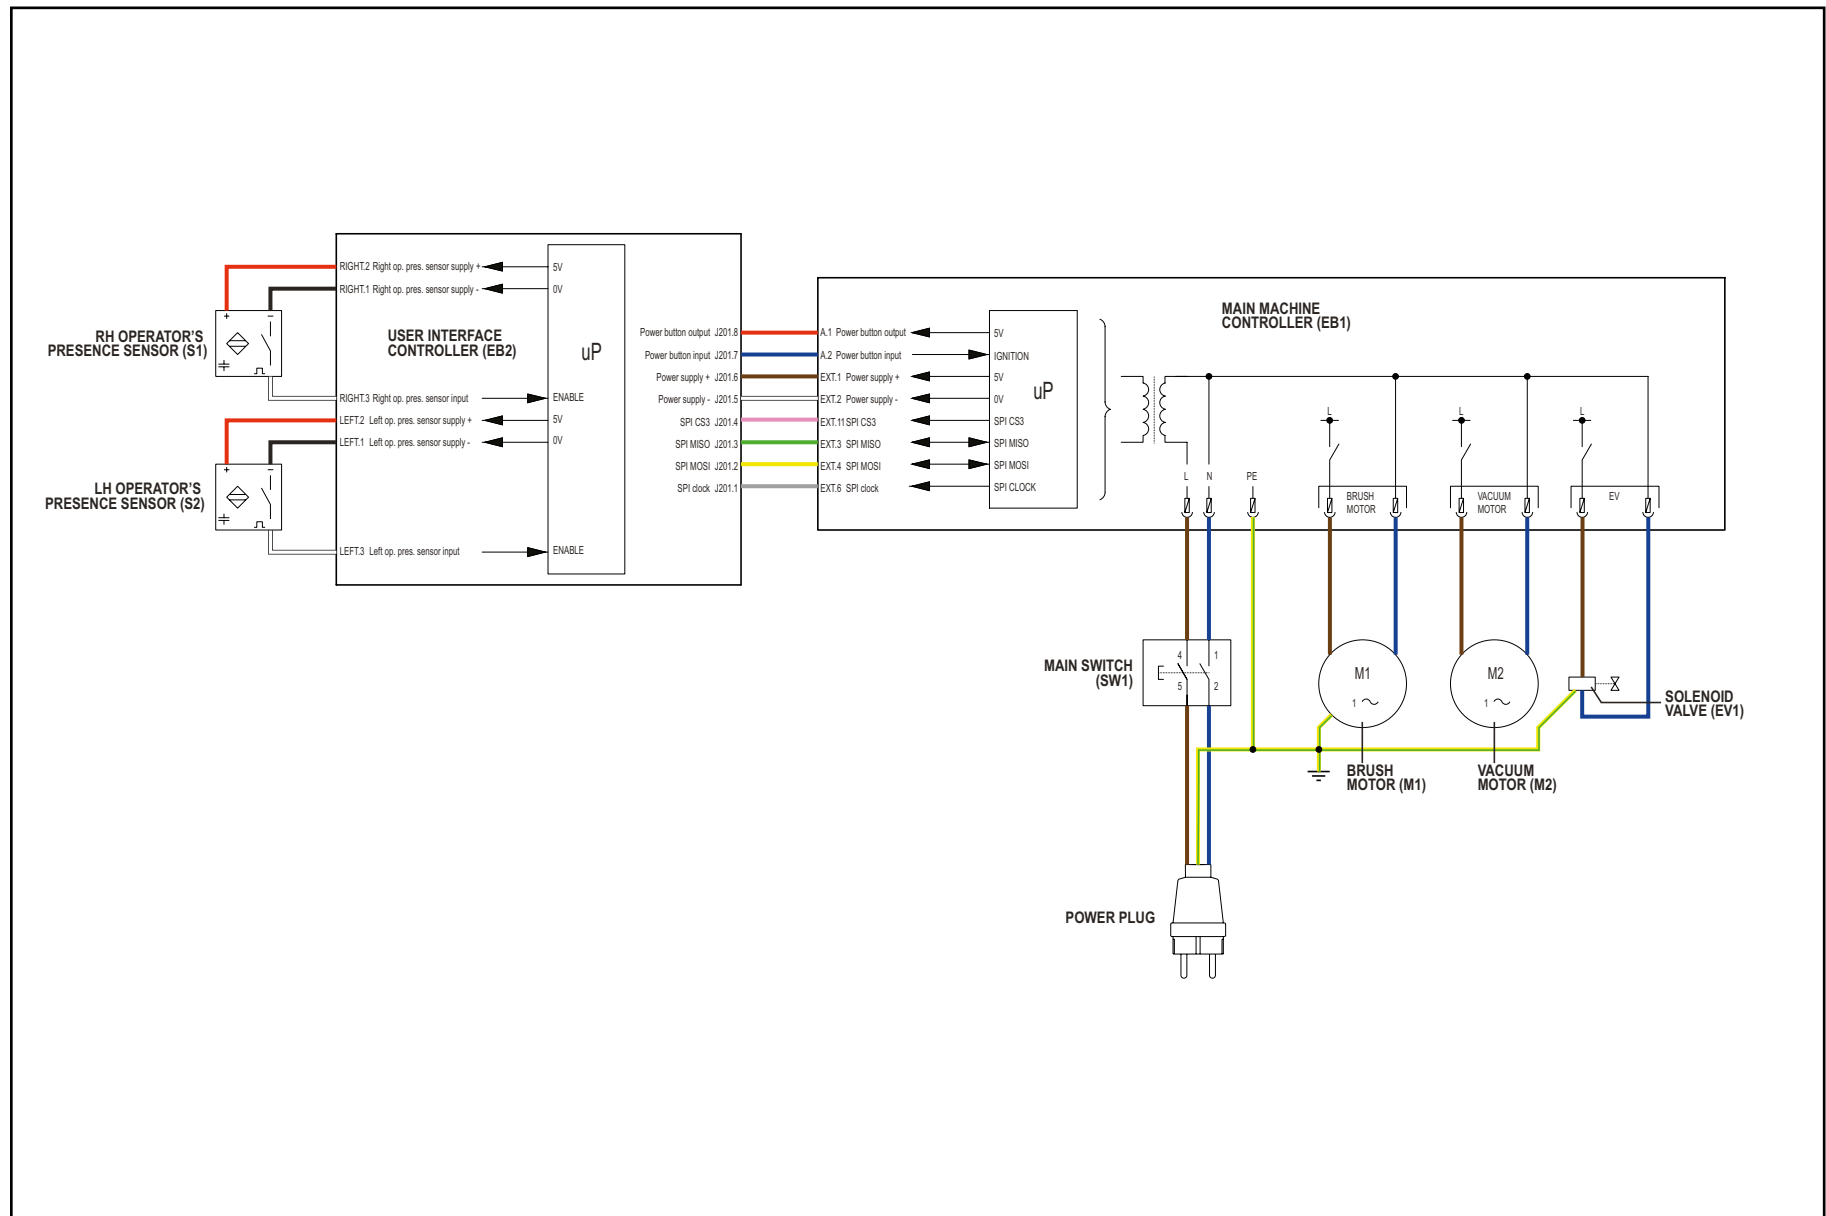 RIGHT.2 Right op. pres. sensor supply +
5V
RIGHT.1 Right op. pres. sensor supply -
0V
RH OPERATOR'S
PRESENCE SENSOR (S1)
+ −
USER INTERFACE
CONTROLLER (EB2)
uP
RIGHT.3 Right op. pres. sensor input
ENABLE
LEFT.2 Left op. pres. sensor supply +
5V
LEFT.1 Left op. pres. sensor supply -
0V
LH OPERATOR'S
PRESENCE SENSOR (S2)
+ −
LEFT.3 Left op. pres. sensor input
ENABLE
Power button output J201.8
Power button input J201.7
Power supply + J201.6
Power supply - J201.5
SPI CS3 J201.4
SPI MISO J201.3
SPI MOSI J201.2
SPI clock J201.1
A.1 Power button output
A.2 Power button input
EXT.1 Power supply +
EXT.2 Power supply -
EXT.11 SPI CS3
EXT.3 SPI MISO
EXT.4 SPI MOSI
EXT.6 SPI clock
5V
IGNITION
5V
0V
SPI CS3
SPI MISO
SPI MOSI
SPI CLOCK
uP
MAIN MACHINE
CONTROLLER (EB1)
L
L
L
L
N
PE
BRUSH
MOTOR
VACUUM
MOTOR
EV
MAIN SWITCH
(SW1)
4
1
5
2
M1
1
M2
1
SOLENOID
VALVE (EV1)
BRUSH
MOTOR (M1)
VACUUM
MOTOR (M2)
POWER PLUG